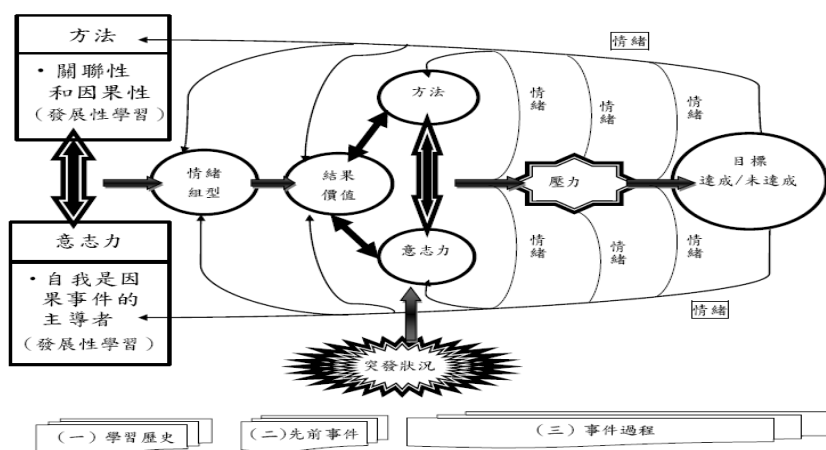 方法
・關聯性
和因果性
(發展性學習)
意志力
・自我是因
果事件的
主導者
(發展性學習)
情緒
組型
結果
價值
方法
意志力
突發狀況
情緒
情緒
情緒
情緒
壓力
情緒
情緒
情緒
目標
達成/未達成
情緒
(一)學習歷史
(二)先前事件
(三)事件過程